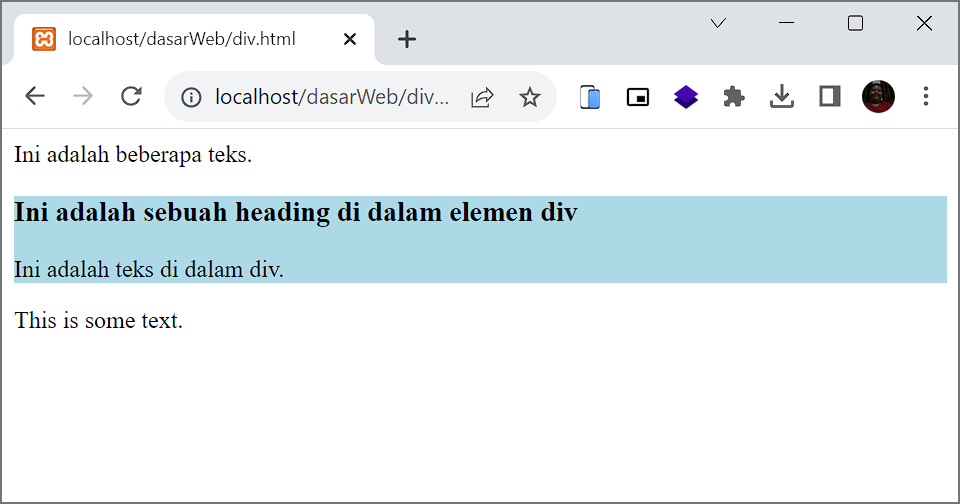 localhost/dasarWeb/div.html
localhost/dasarWeb/div...
Ini adalah beberapa teks.
Ini adalah sebuah heading di dalam elemen div
Ini adalah teks di dalam div.
This is some text.